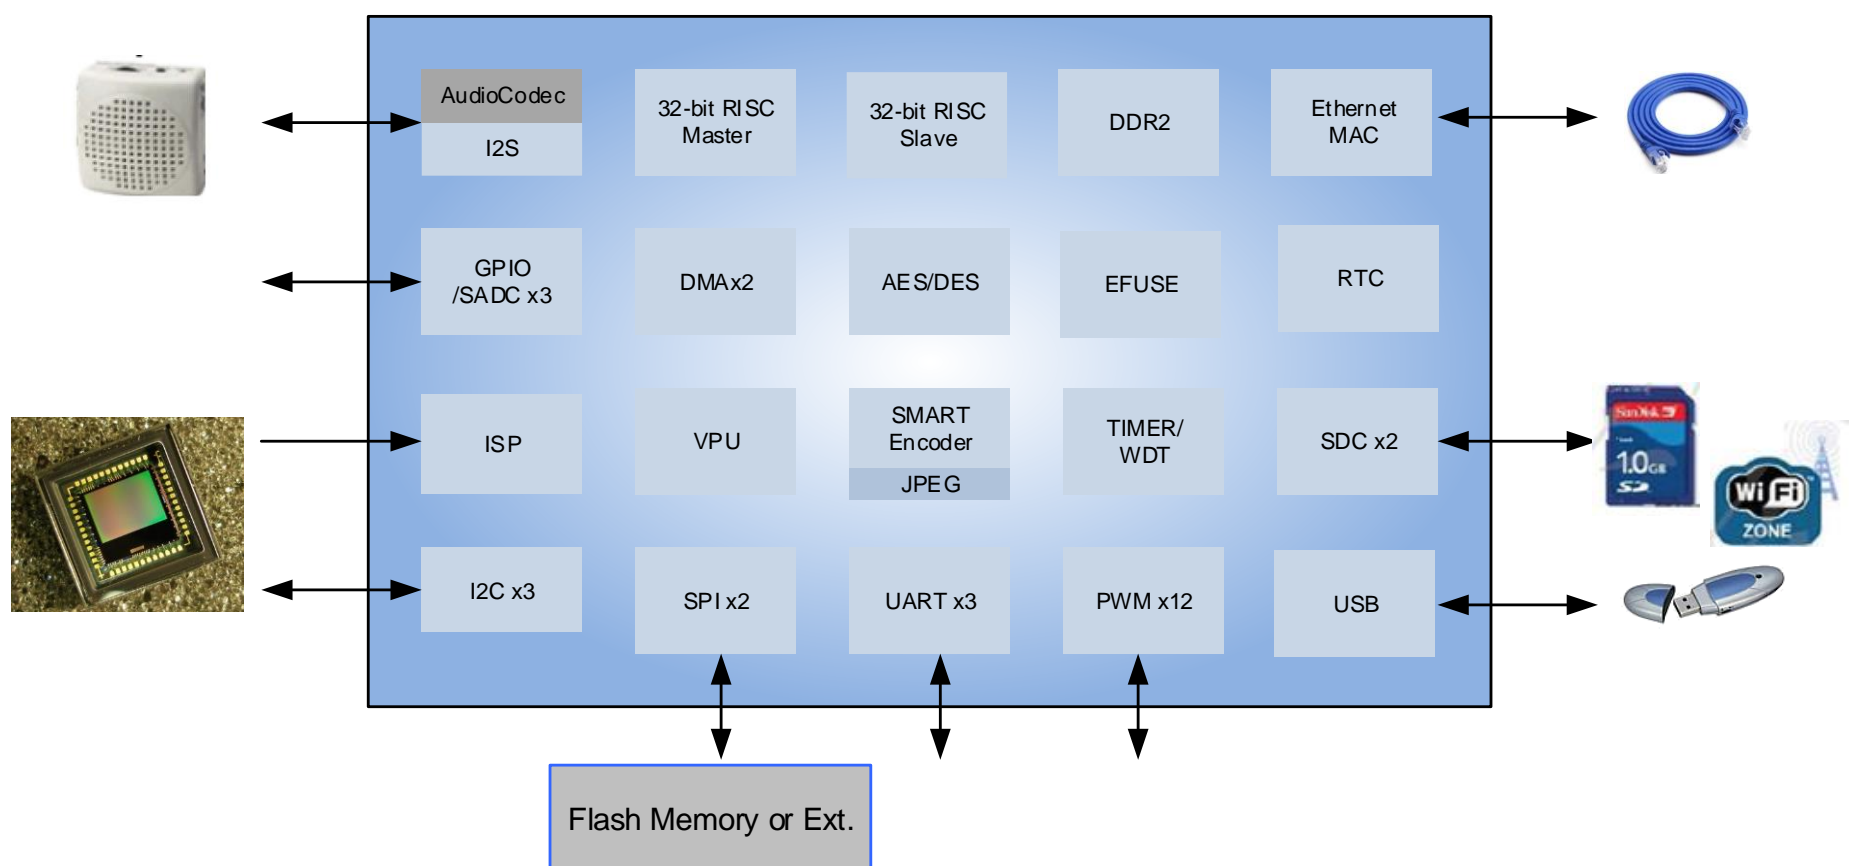 AudioCodec
I2S
32-bit RISC
Master
32-bit RISC
Slave
DDR2
Ethernet
MAC
GPIO
/SADC x3
DMAx2
AES/DES
EFUSE
RTC
ISP
VPU
SMART
Encoder
JPEG
TIMER/
WDT
SDC x2
SanDisk
1.0GB
SD
Wi Fi
ZONE
I2C x3
SPI x2
UART x3
PWM x12
USB
Flash Memory or Ext.